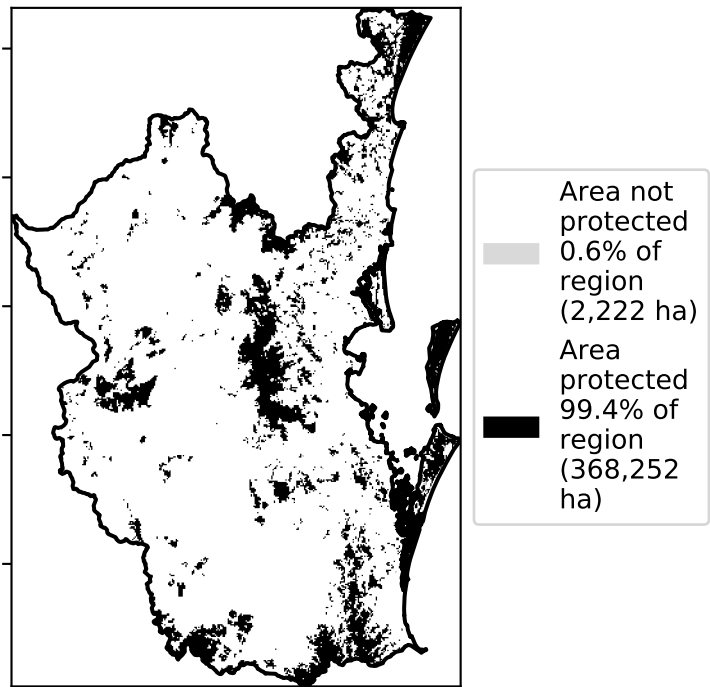 Area not
protected
0.6% of
region
(2,222 ha)
Area
protected
99.4% of
region
(368,252
ha)